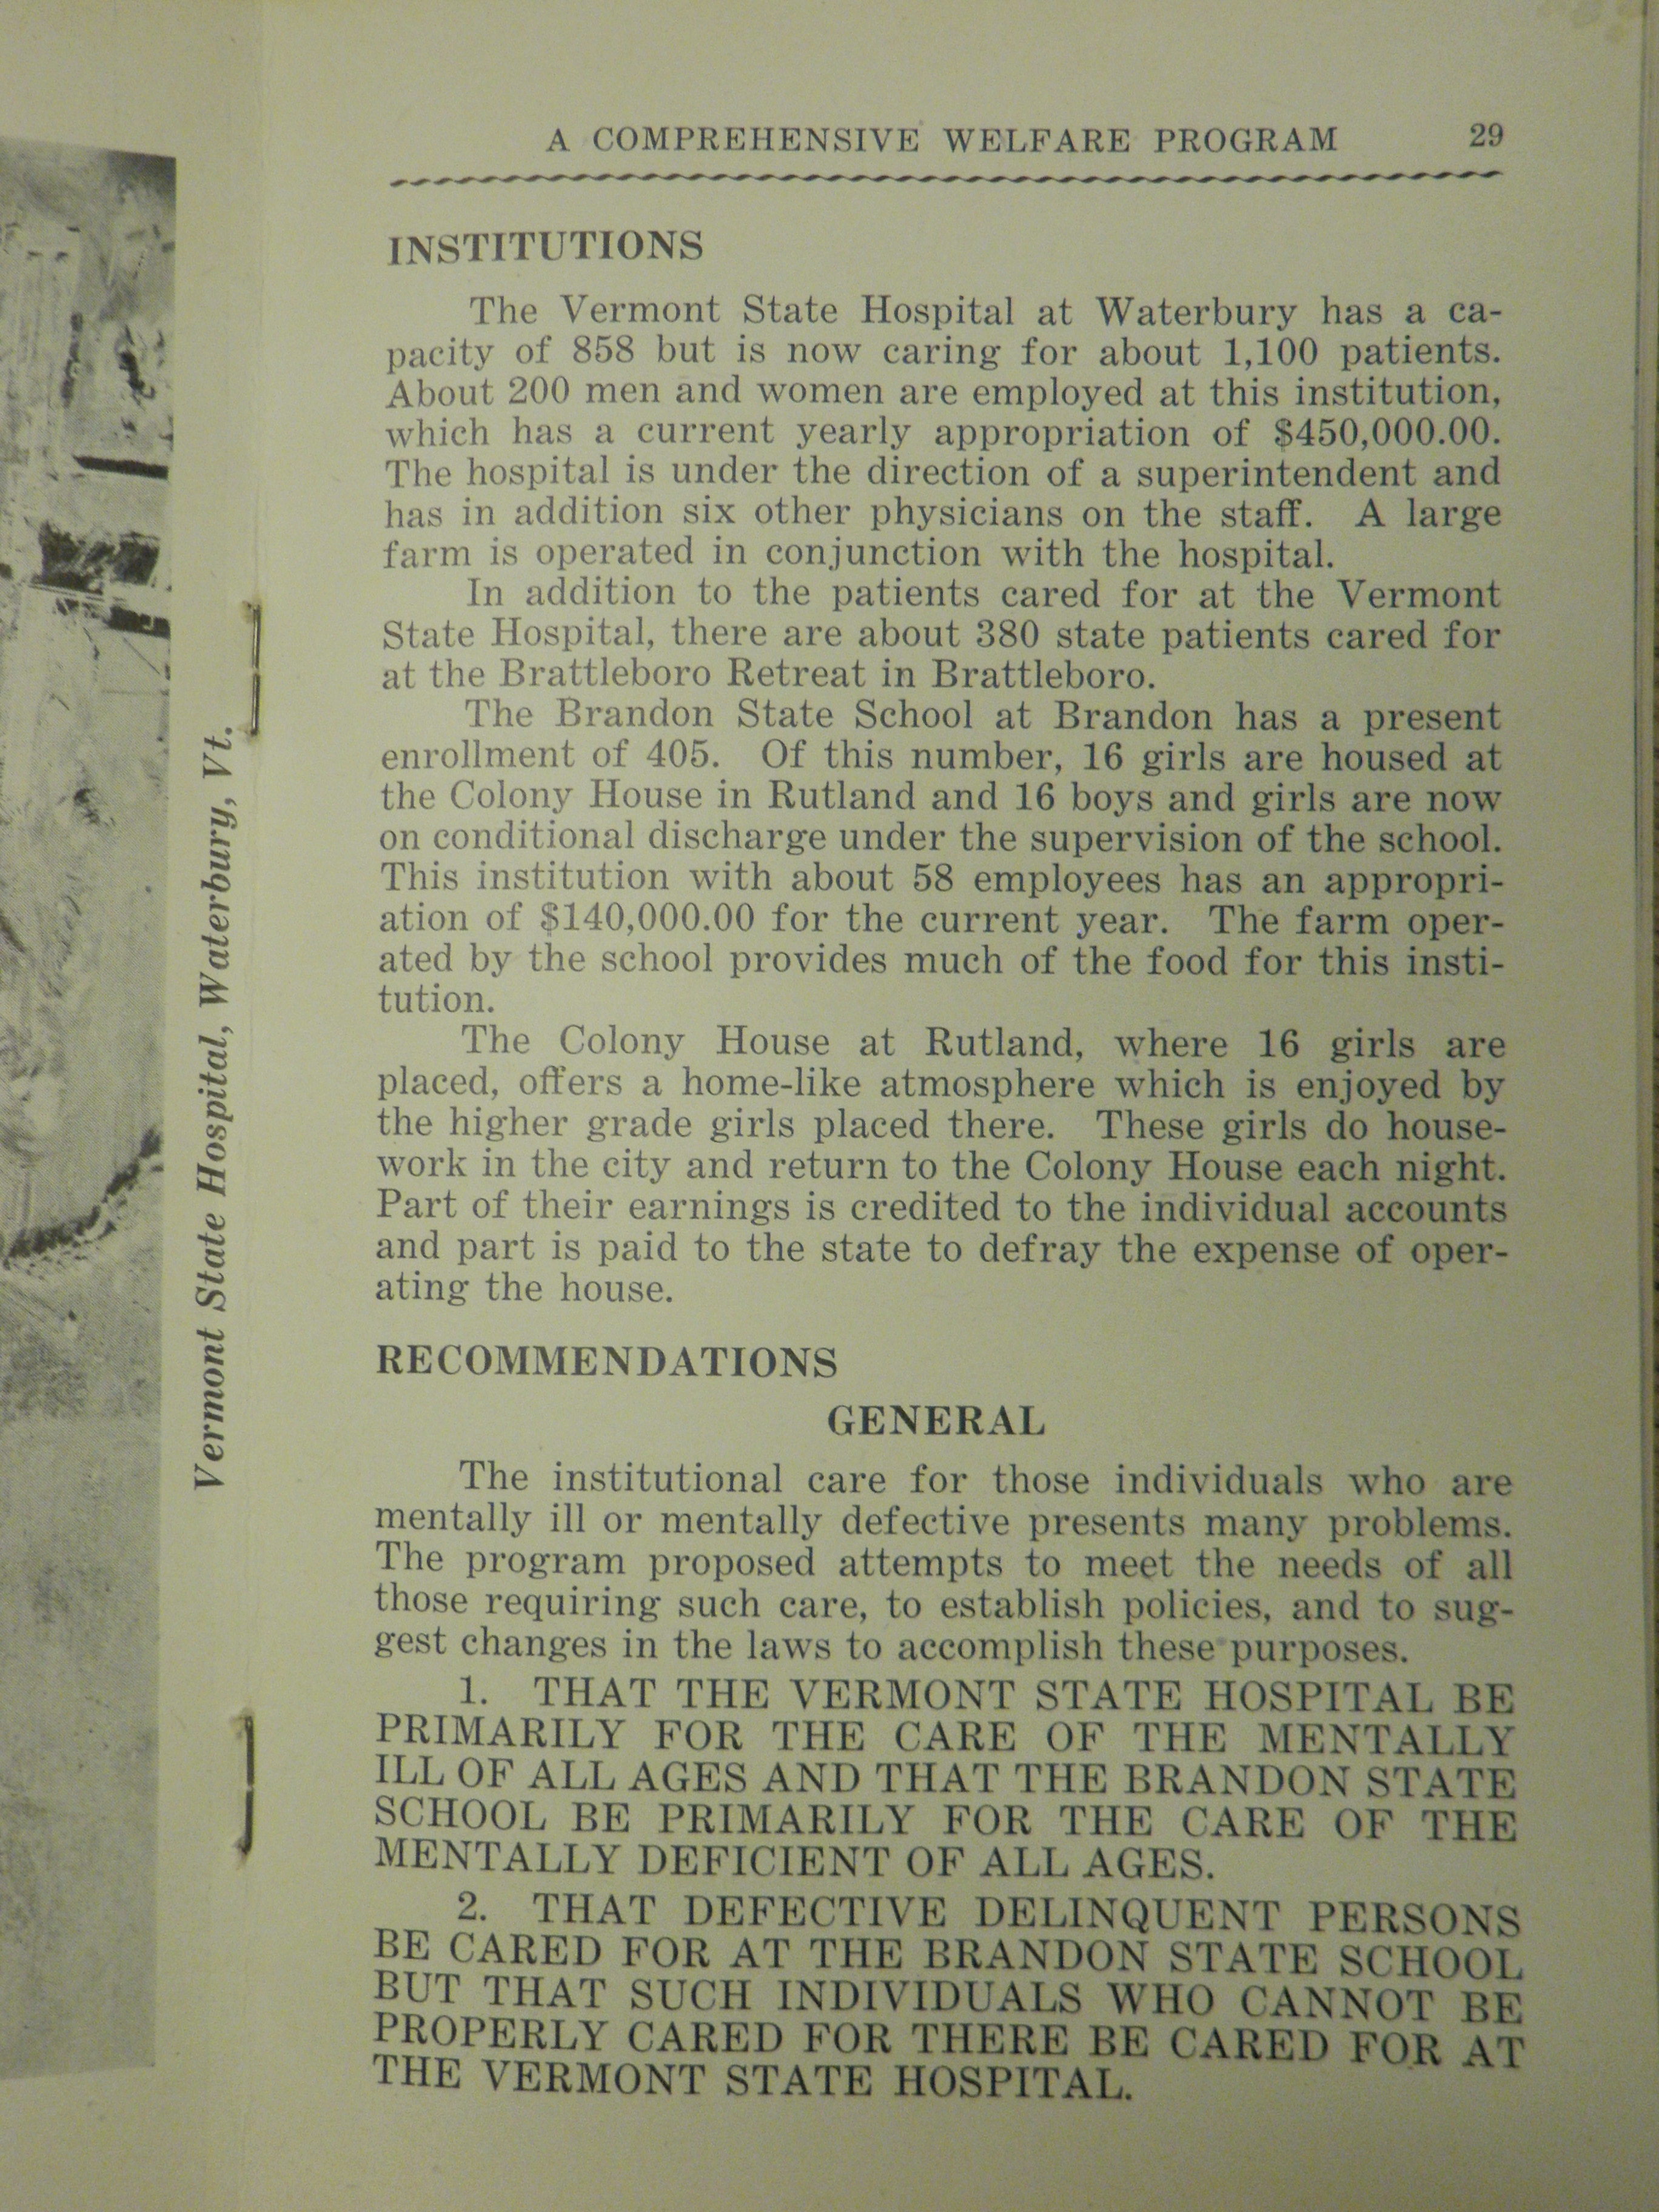 A COMPREHENSIVE WELFARE PROGRAM 29
INSTITUTIONS
The Vermont State Hospital at Waterbury has a ca-
pacity of 858 but is now caring for about 1,100 patients.
About 200 men and women are employed at this institution,
which has a current yearly appropriation of $450,000.00.
The hospital is under the direction of a superintendent and
has in addition six other physicians on the staff. A large
farm is operated in conjunction with the hospital.
In addition to the patients cared for at the Vermont
State Hospital, there are about 380 state patients cared for
at the Brattleboro Retreat in Brattleboro.
The Brandon State School at Brandon has a present
enrollment of 405. Of this number, 16 girls are housed at
the Colony House in Rutland and 16 boys and girls are now
on conditional discharge under the supervision of the school.
This institution with about 58 employees has an appropri-
ation of $140,000.00 for the current year. The farm oper-
ated by the school provides much of the food for this insti-
tution.
The Colony House at Rutland, where 16 girls are
placed, offers a home-like atmosphere which is enjoyed by
the higher grade girls placed there. These girls do house-
work in the city and return to the Colony House each night.
Part of their earnings is credited to the individual accounts
and part is paid to the state to defray the expense of oper-
ating the house.
RECOMMENDATIONS
GENERAL
The institutional care for those individuals who are
mentally ill or mentally defective presents many problems.
The program proposed attempts to meet the needs of all
those requiring such care, to establish policies, and to sug-
gest changes in the laws to accomplish these purposes.
1. THAT THE VERMONT STATE HOSPITAL BE
PRIMARILY FOR THE CARE OF THE MENTALLY
ILL OF ALL AGES AND THAT THE BRANDON STATE
SCHOOL BE PRIMARILY FOR THE CARE OF THE
MENTALLY DEFICIENT OF ALL AGES.
2. THAT DEFECTIVE DELINQUENT PERSONS
BE CARED FOR AT THE BRANDON STATE SCHOOL
BUT THAT SUCH INDIVIDUALS WHO CANNOT BE
PROPERLY CARED FOR THERE BE CARED FOR AT
THE VERMONT STATE HOSPITAL.
Vermont State Hospital, Waterbury, Vt.